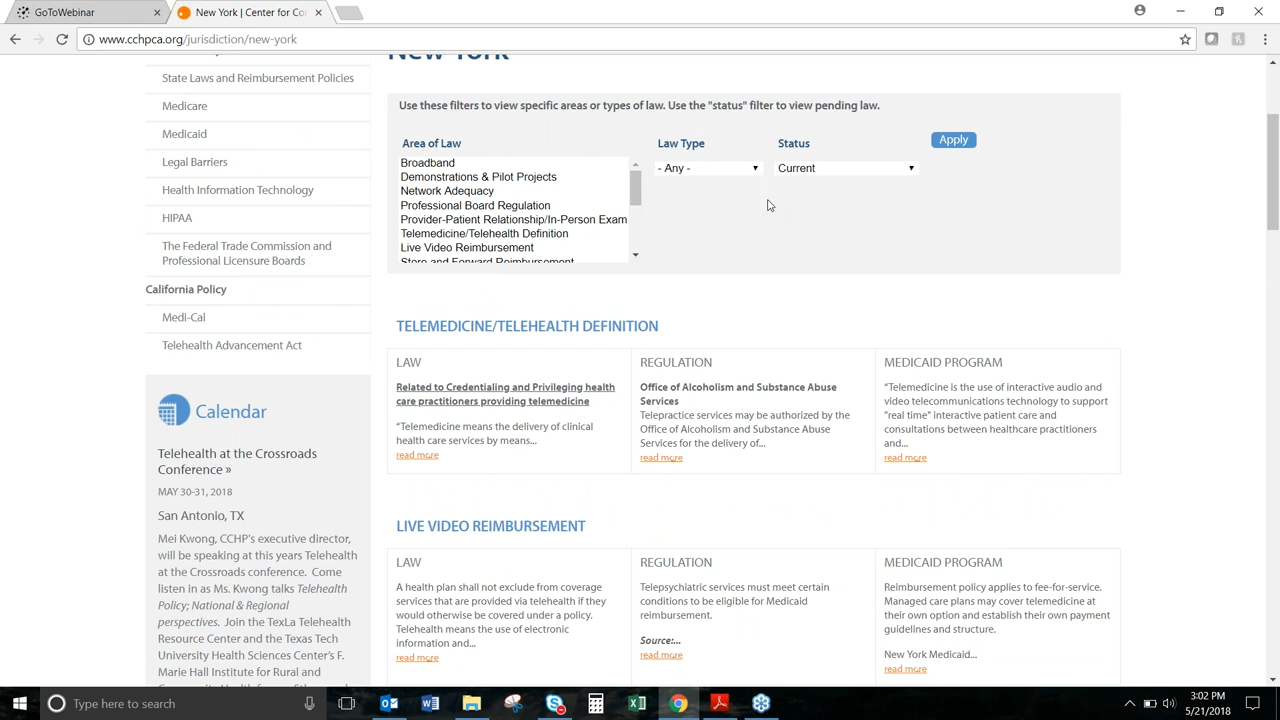 GoToWebinar
New York | Center for Co
www.cchpca.org/jurisdiction/new-york
New York
State Laws and Reimbursement Policies
Medicare
Medicaid
Legal Barriers
Health Information Technology
HIPAA
The Federal Trade Commission and
Professional Licensure Boards
California Policy
Medi-Cal
Telehealth Advancement Act
Calendar
Telehealth at the Crossroads
Conference »
MAY 30-31, 2018
San Antonio, TX
Mei Kwong, CCHP's executive director,
will be speaking at this years Telehealth
at the Crossroads conference. Come
listen in as Ms. Kwong talks Telehealth
Policy; National & Regional
perspectives. Join the TexLa Telehealth
Resource Center and the Texas Tech
University Health Sciences Center's F.
Marie Hall Institute for Rural and
Use these filters to view specific areas or types of law. Use the "status" filter to view pending law.
Area of Law
Broadband
Demonstrations & Pilot Projects
Network Adequacy
Professional Board Regulation
Provider-Patient Relationship/In-Person Exam
Telemedicine/Telehealth Definition
Live Video Reimbursement
Store and Forward Reimbursement
Law Type
- Any -
Status
Current
Apply
TELEMEDICINE/TELEHEALTH DEFINITION
LAW
Related to Credentialing and Privileging health
care practitioners providing telemedicine
“Telemedicine means the delivery of clinical
health care services by means...
read more
REGULATION
Office of Alcoholism and Substance Abuse
Services
Telepractice services may be authorized by the
Office of Alcoholism and Substance Abuse
Services for the delivery of...
read more
MEDICAID PROGRAM
“Telemedicine is the use of interactive audio and
video telecommunications technology to support
"real time" interactive patient care and
consultations between healthcare practitioners
and...
read more
LIVE VIDEO REIMBURSEMENT
LAW
A health plan shall not exclude from coverage
services that are provided via telehealth if they
would otherwise be covered under a policy.
Telehealth means the use of electronic
information and...
read more
REGULATION
Telepsychiatric services must meet certain
conditions to be eligible for Medicaid
reimbursement.
Source:...
read more
MEDICAID PROGRAM
Reimbursement policy applies to fee-for-service.
Managed care plans may cover telemedicine at
their own option and establish their own payment
guidelines and structure.
New York Medicaid...
read more
Type here to search
3:02 PM
5/21/2018